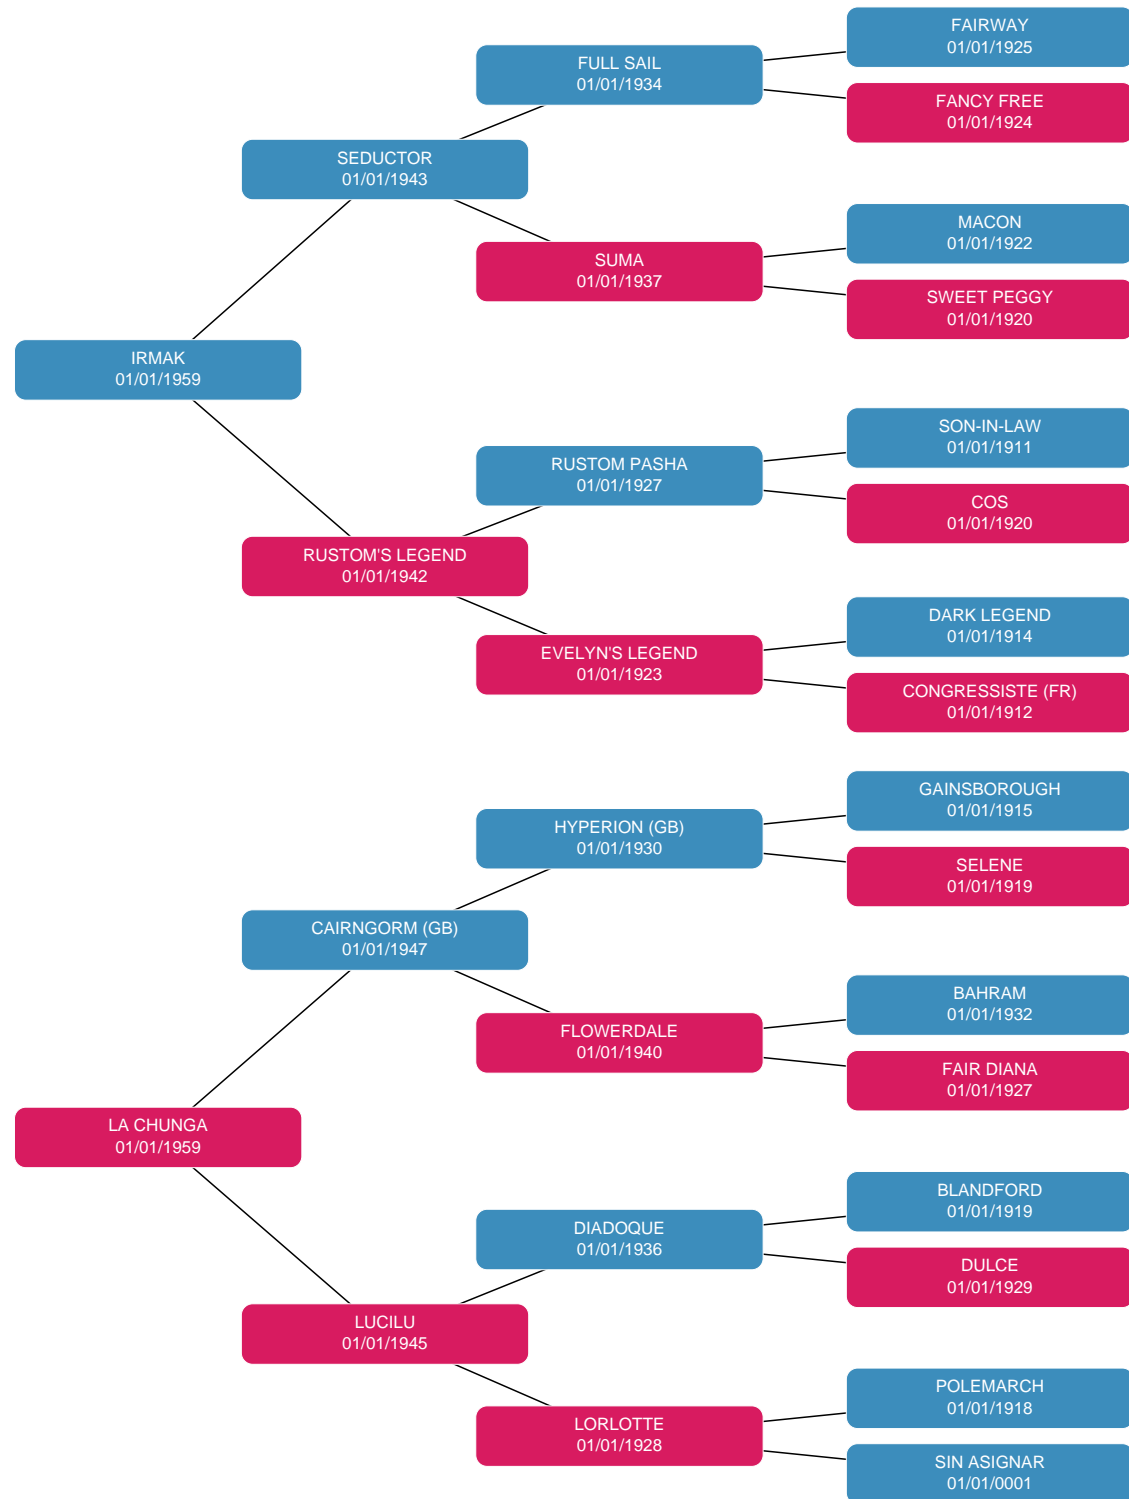 FAIRWAY
01/01/1925
FULL SAIL
01/01/1934
FANCY FREE
01/01/1924
SEDUCTOR
01/01/1943
MACON
01/01/1922
SUMA
01/01/1937
SWEET PEGGY
01/01/1920
IRMAK
01/01/1959
SON-IN-LAW
01/01/1911
RUSTOM PASHA
01/01/1927
COS
01/01/1920
RUSTOM'S LEGEND
01/01/1942
DARK LEGEND
01/01/1914
EVELYN'S LEGEND
01/01/1923
CONGRESSISTE (FR)
01/01/1912
GAINSBOROUGH
01/01/1915
HYPERION (GB)
01/01/1930
SELENE
01/01/1919
CAIRNGORM (GB)
01/01/1947
BAHRAM
01/01/1932
FLOWERDALE
01/01/1940
FAIR DIANA
01/01/1927
LA CHUNGA
01/01/1959
BLANDFORD
01/01/1919
DIADOQUE
01/01/1936
DULCE
01/01/1929
LUCILU
01/01/1945
POLEMARCH
01/01/1918
LORLOTTE
01/01/1928
SIN ASIGNAR
01/01/0001